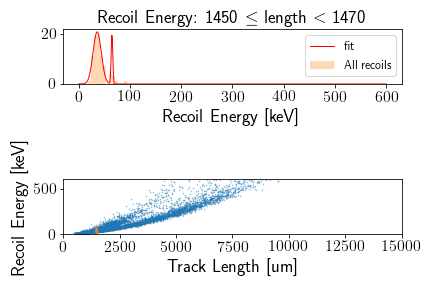 Recoil Energy: 1450 ≤ length < 1470
20
0
fit
All recoils
0 100 200 300 400 500 600
Recoil Energy [keV]
Recoil Energy [keV]
500
0
0 2500 5000 7500 10000 12500 15000
Track Length [um]